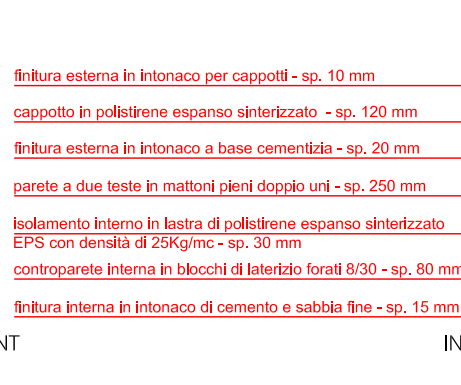 finitura esterna in intonaco per cappotti - sp. 10 mm
cappotto in polistirene espanso sinterizzato - sp. 120 mm
finitura esterna in intonaco a base cementizia - sp. 20 mm
parete a due teste in mattoni pieni doppio uni - sp. 250 mm
isolamento interno in lastra di polistirene espanso sinterizzato
EPS con densità di 25Kg/mc - sp. 30 mm
controparete interna in blocchi di laterizio forati 8/30 - sp. 80 mm
finitura interna in intonaco di cemento e sabbia fine - sp. 15 mm
NT IN